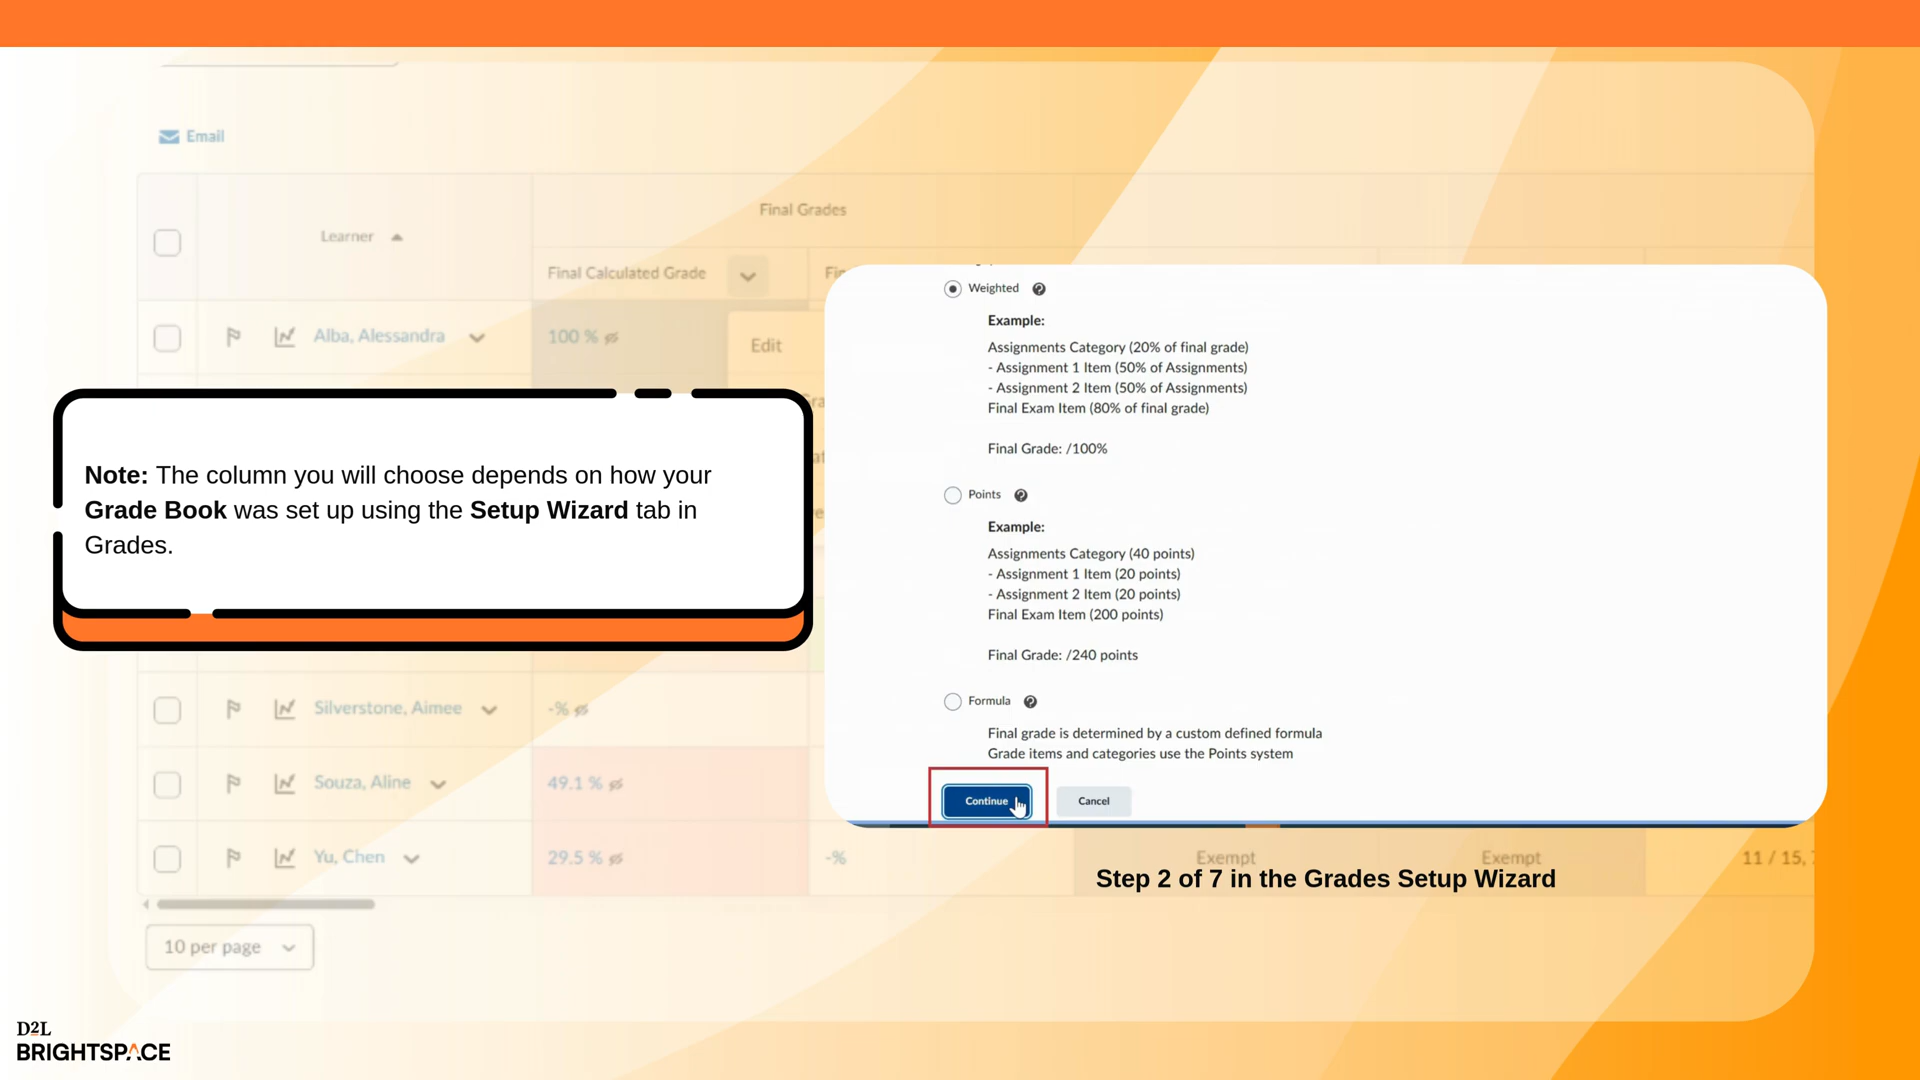 Email
Final Grades
Learner
Final Calculated Grade
Alba, Alessandra
100 %
Edit
Note: The column you will choose depends on how your
Grade Book was set up using the Setup Wizard tab in
Grades.
Silverstone, Aimee
-%
Souza, Aline
49.1 %
Yu, Chen
29.5 %
-%
Exempt
Exempt
11 / 15,
10 per page
Weighted
Example:
Assignments Category (20% of final grade)
- Assignment 1 Item (50% of Assignments)
- Assignment 2 Item (50% of Assignments)
Final Exam Item (80% of final grade)
Final Grade: /100%
Points
Example:
Assignments Category (40 points)
- Assignment 1 Item (20 points)
- Assignment 2 Item (20 points)
Final Exam Item (200 points)
Final Grade: /240 points
Formula
Final grade is determined by a custom defined formula
Grade items and categories use the Points system
Continue
Cancel
Step 2 of 7 in the Grades Setup Wizard
D2L
BRIGHTSPACE